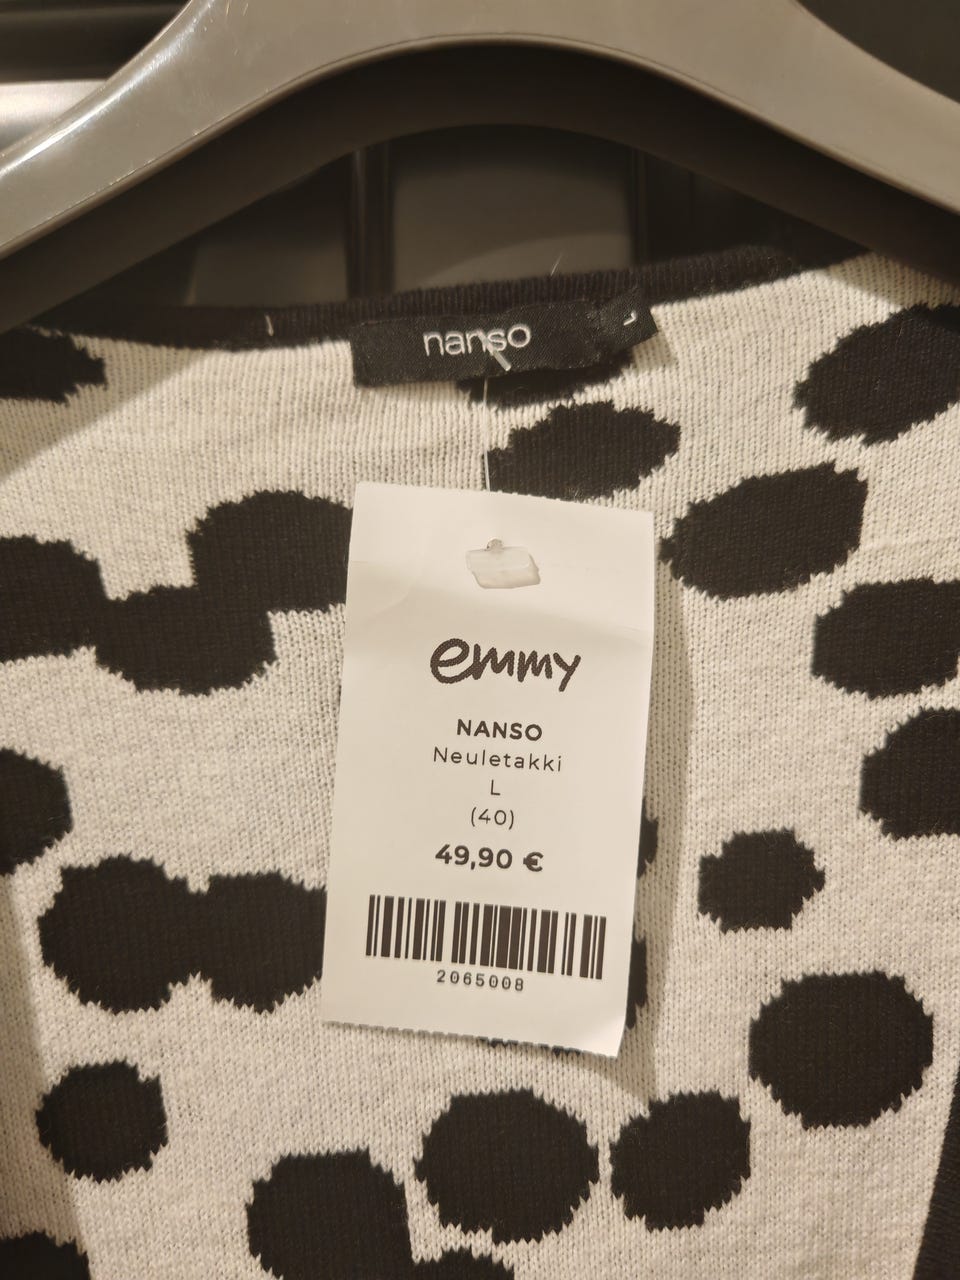 nanso
L
emmy
NANSO
Neuletakki
L
(40)
49,90 €
2065008